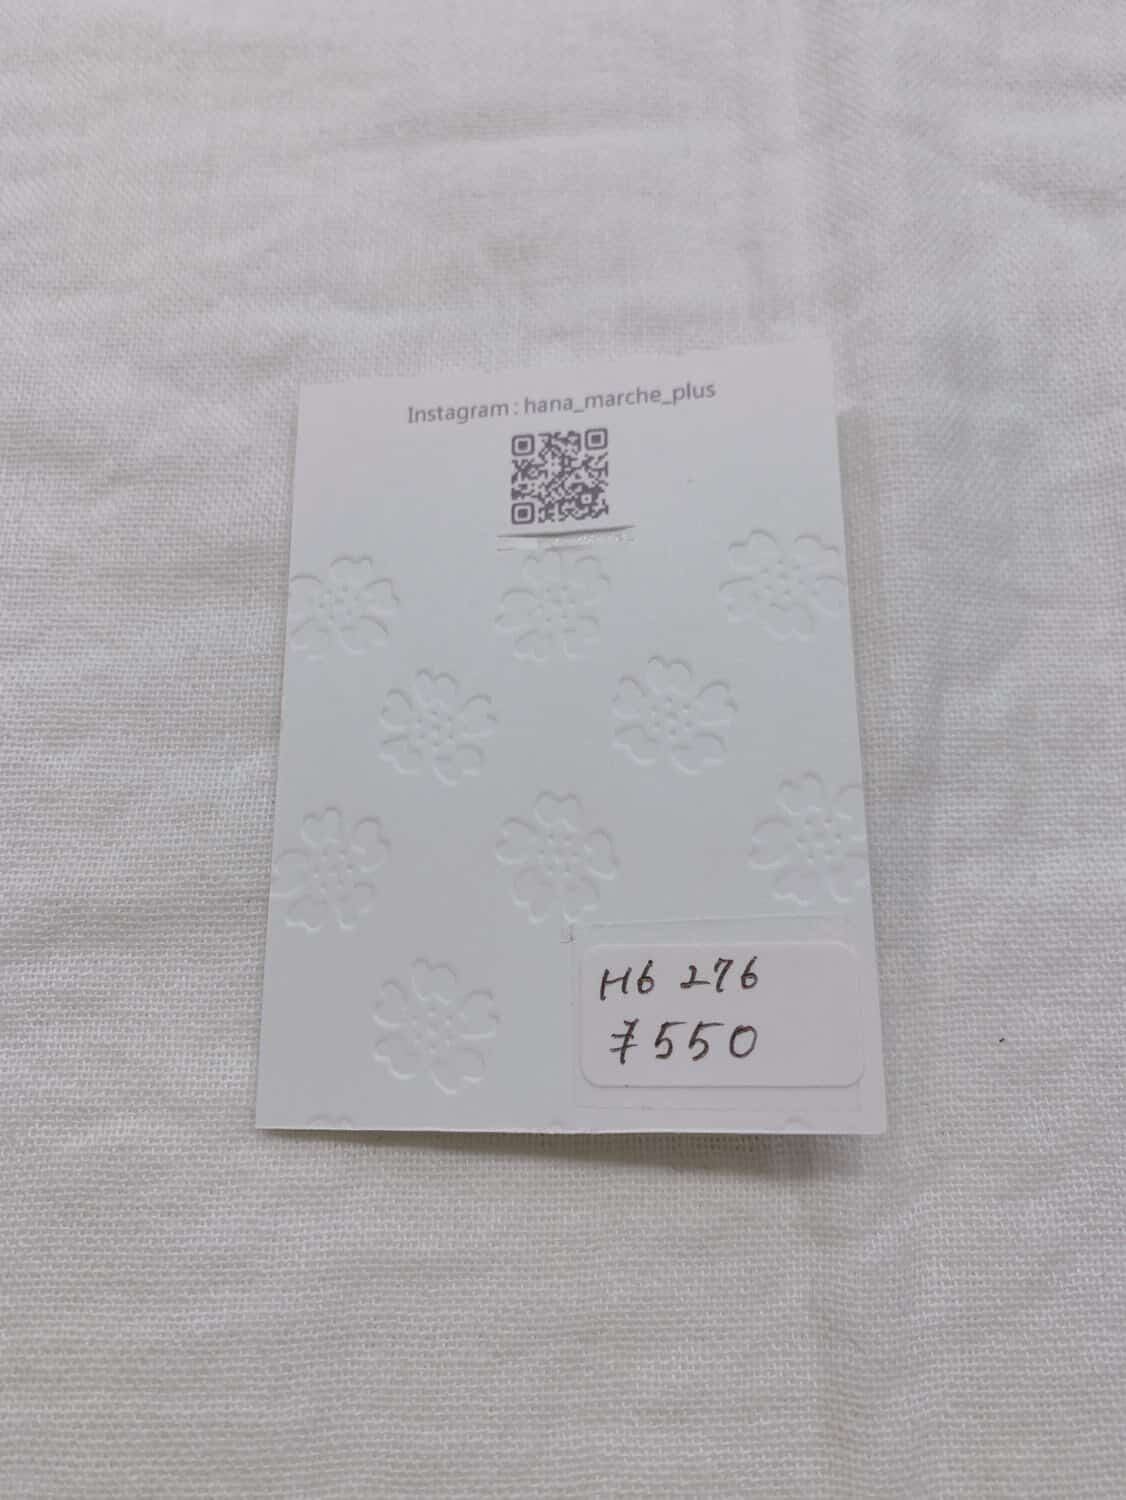 Instagram : hana_marche_plus
H6 276
¥550